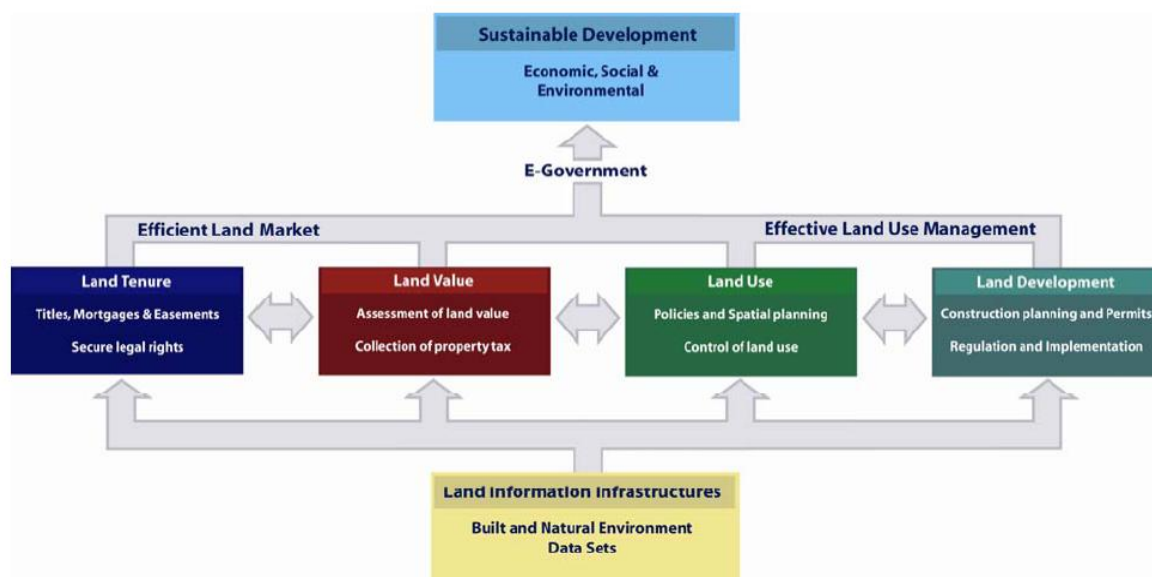 Sustainable Development
Economic, Social &
Environmental
E-Government
Efficient Land Market
Effective Land Use Management
Land Tenure
Titles, Mortgages & Easements
Secure legal rights
Land Value
Assessment of land value
Collection of property tax
Land Use
Policies and Spatial planning
Control of land use
Land Development
Construction planning and Permits
Regulation and Implementation
Land Information Infrastructures
Built and Natural Environment
Data Sets